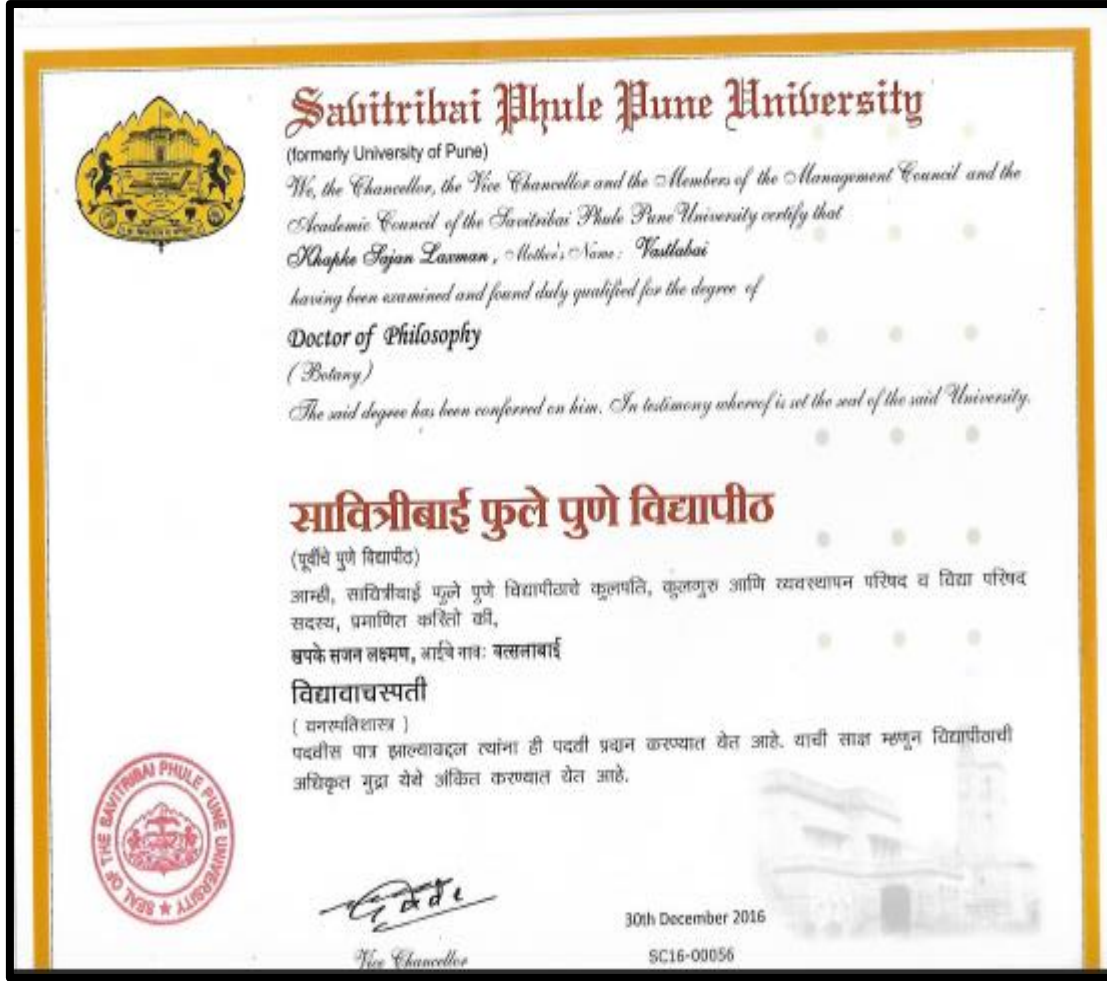 Savitribai Phule Pune University
(formerly University of Pune)
We, the Chancellor, the Vice Chancellor and the Members of the Management Council and the
Academic Council of the Savitribai Phule Pune University certify that
Khapke Sajan Laxman, Mother's Name: Vastlabai
having been examined and found duly qualified for the degree of
Doctor of Philosophy
(Botany)
The said degree has been conferred on him. In testimony whereof is set the seal of the said University.
सावित्रीबाई फुले पुणे विद्यापीठ
(पूर्वीचे पुणे विद्यापीठ)
आम्ही, सावित्रीबाई फुले पुणे विद्यापीठाचे कुलपति, कुलगुरु आणि व्यवस्थापन परिषद व विद्या परिषद
सदस्य, प्रमाणित करितो की,
खपके सजन लक्ष्मण, आईचे नावः वत्सलाबाई
विद्यावाचस्पती
( वनस्पतिशास्त्र )
पदवीस पात्र झाल्याबद्दल त्यांना ही पदवी प्रदान करण्यात येत आहे. याची साक्ष म्हणून विद्यापीठाची
अधिकृत मुद्रा येथे अंकित करण्यात येत आहे.
SEAL OF THE SAVITRIBAI PHULE PUNE UNIVERSITY
30th December 2016
Vice Chancellor
SC16-00056